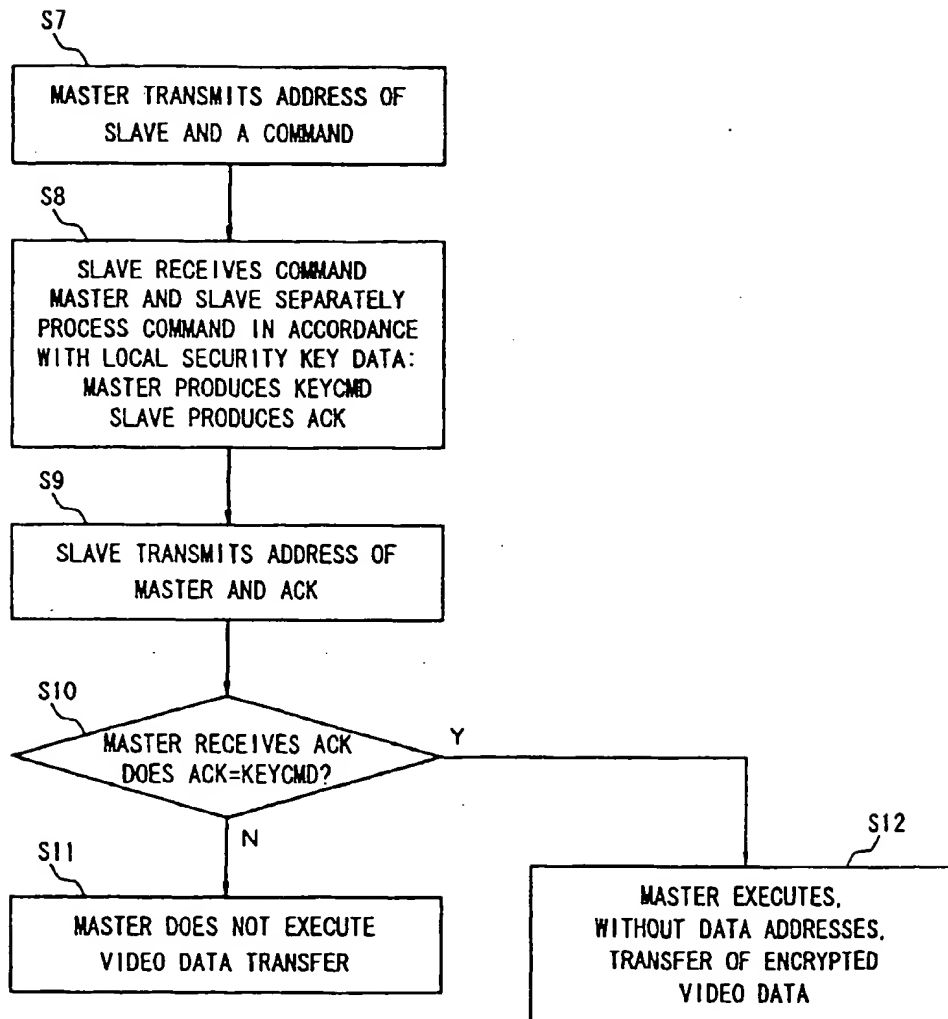 S7
MASTER TRANSMITS ADDRESS OF
SLAVE AND A COMMAND
S8
SLAVE RECEIVES COMMAND
MASTER AND SLAVE SEPARATELY
PROCESS COMMAND IN ACCORDANCE
WITH LOCAL SECURITY KEY DATA:
MASTER PRODUCES KEYCMD
SLAVE PRODUCES ACK
S9
SLAVE TRANSMITS ADDRESS OF
MASTER AND ACK
S10
MASTER RECEIVES ACK
DOES ACK=KEYCMD?
Y
N
S11
MASTER DOES NOT EXECUTE
VIDEO DATA TRANSFER
S12
MASTER EXECUTES,
WITHOUT DATA ADDRESSES,
TRANSFER OF ENCRYPTED
VIDEO DATA